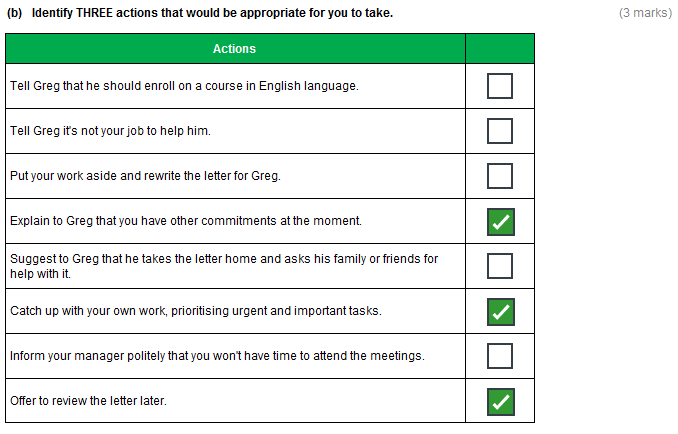 (b) Identify THREE actions that would be appropriate for you to take. (3 marks)
Actions
Tell Greg that he should enroll on a course in English language.
Tell Greg it's not your job to help him.
Put your work aside and rewrite the letter for Greg.
Explain to Greg that you have other commitments at the moment.
Suggest to Greg that he takes the letter home and asks his family or friends for
help with it.
Catch up with your own work, prioritising urgent and important tasks.
Inform your manager politely that you won't have time to attend the meetings.
Offer to review the letter later.